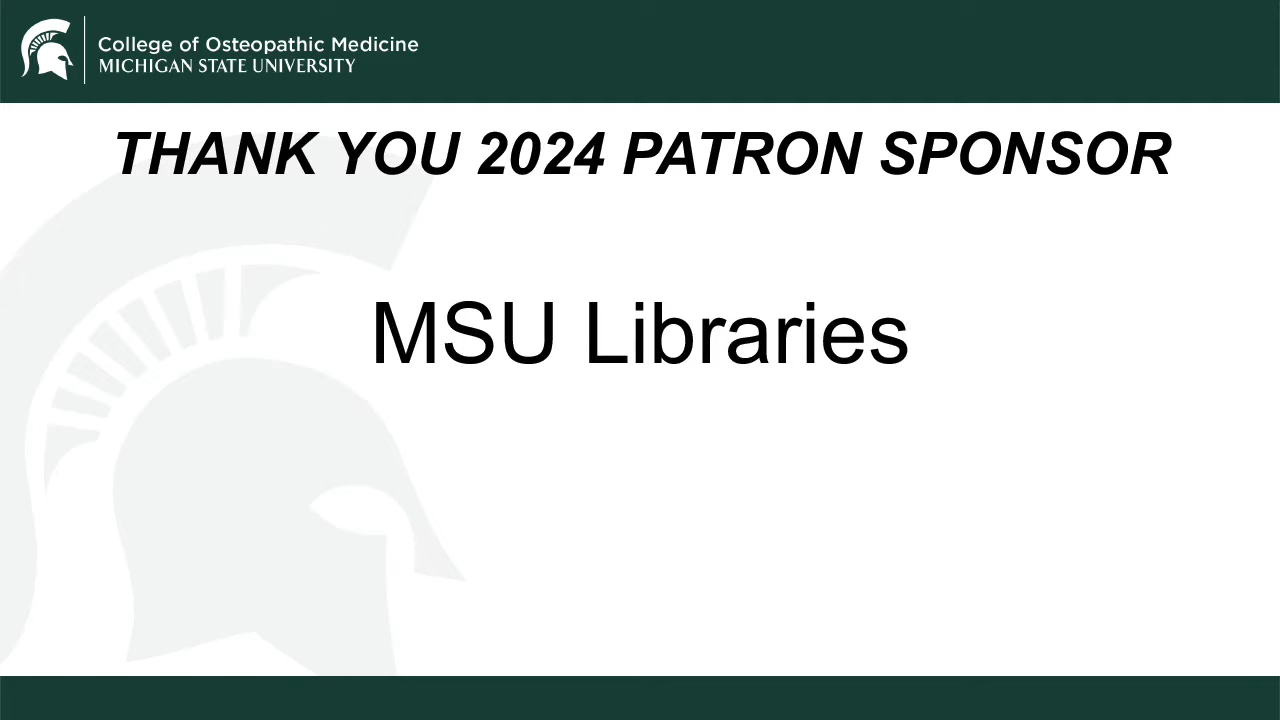 College of Osteopathic Medicine
MICHIGAN STATE UNIVERSITY
THANK YOU 2024 PATRON SPONSOR
MSU Libraries